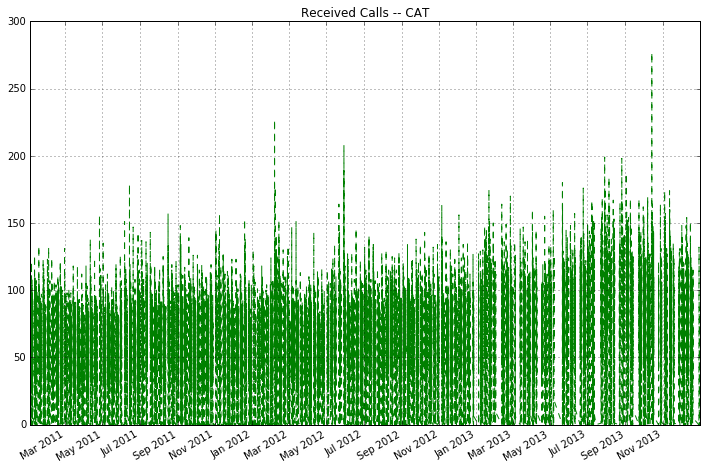 Received Calls -- CAT
300
250
200
150
100
50
0
Mar 2011
May 2011
Jul 2011
Sep 2011
Nov 2011
Jan 2012
Mar 2012
May 2012
Jul 2012
Sep 2012
Nov 2012
Jan 2013
Mar 2013
May 2013
Jul 2013
Sep 2013
Nov 2013